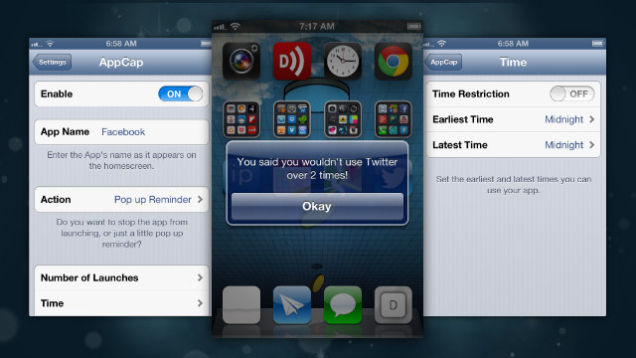 6:58 AM
Settings
AppCap
Enable
ON
App Name Facebook
Enter the App's name as it appears
on the homescreen.
Action Pop up Reminder
Do you want to stop the app from
launching, or just a little pop up
reminder?
Number of Launches
Time
7:17 AM
You said you wouldn't use Twitter
over 2 times!
Okay
D
6:58 AM
AppCap
Time
Time Restriction OFF
Earliest Time Midnight
Latest Time Midnight
Set the earliest and latest times you can
use your app.